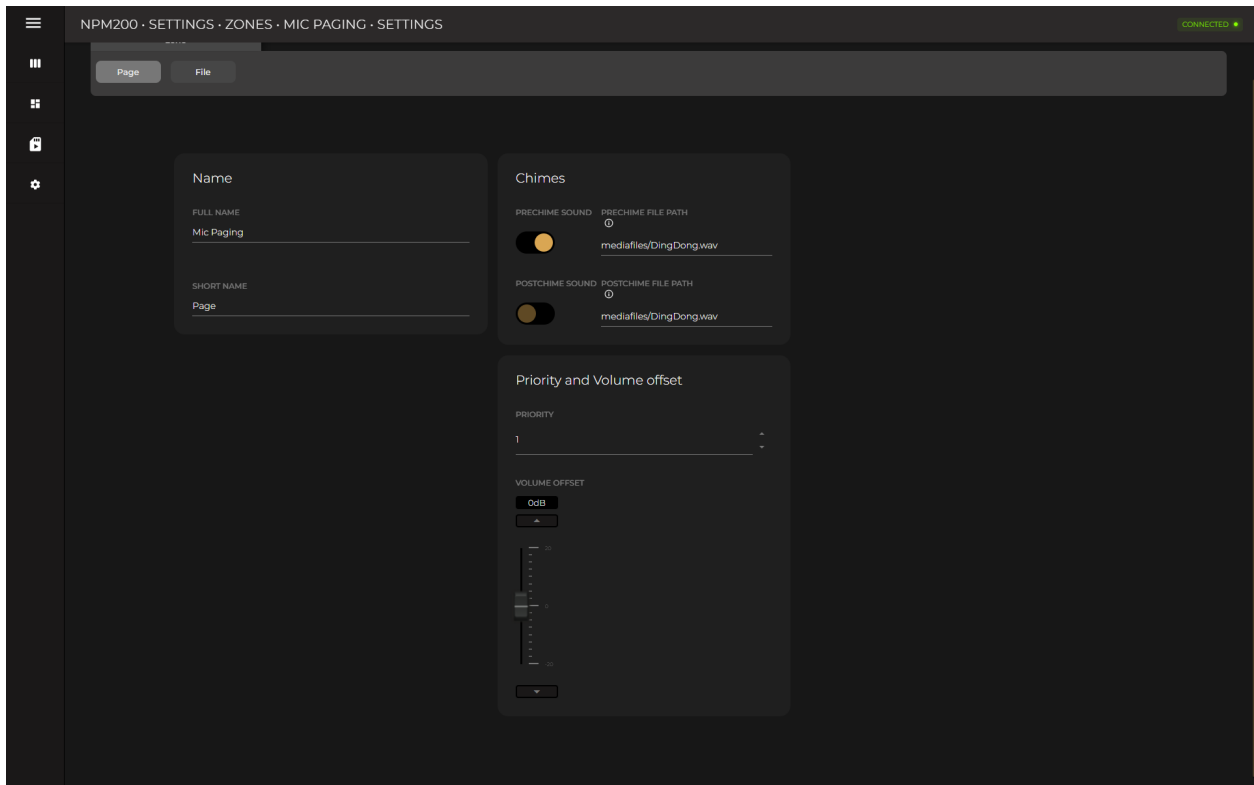 NPM200 · SETTINGS · ZONES · MIC PAGING · SETTINGS
CONNECTED
Page
File
Name
FULL NAME
Mic Paging
SHORT NAME
Page
Chimes
PRECHIME SOUND
PRECHIME FILE PATH
mediafiles/DingDong.wav
POSTCHIME SOUND
POSTCHIME FILE PATH
mediafiles/DingDong.wav
Priority and Volume offset
PRIORITY
1
VOLUME OFFSET
0dB
20
0